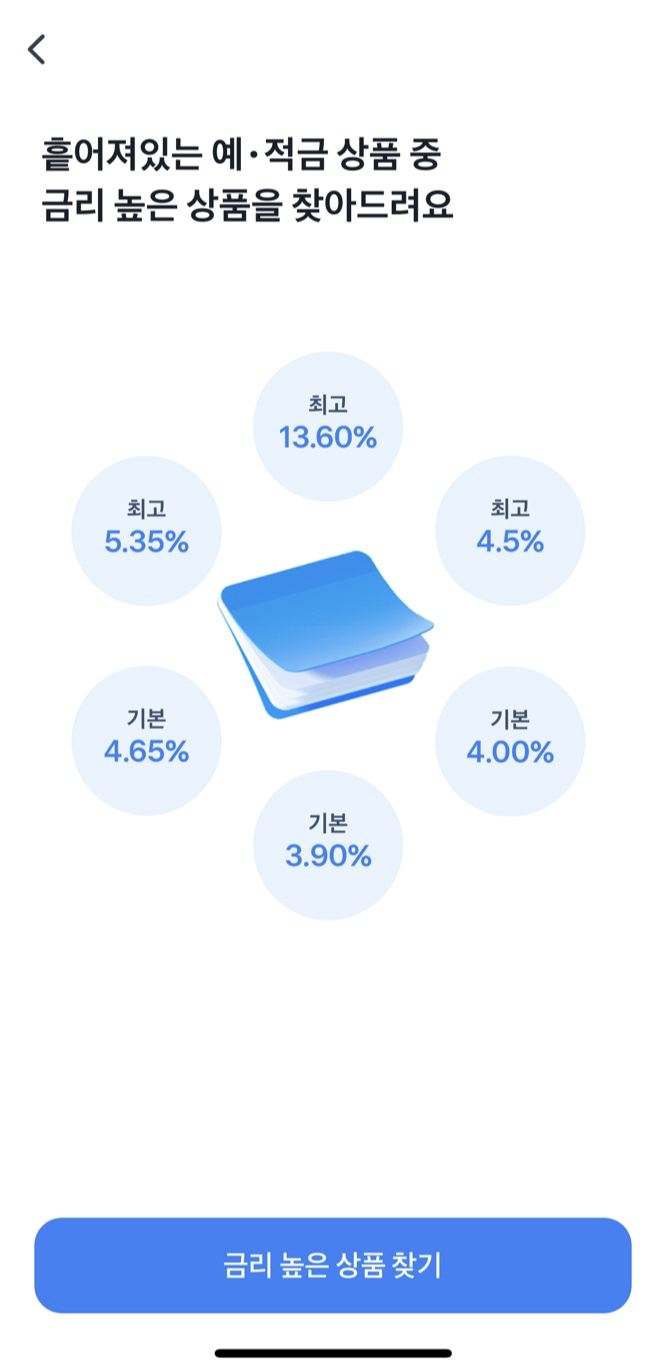 흩어져있는 예·적금 상품 중
금리 높은 상품을 찾아드려요
최고
13.60%
최고
5.35%
최고
4.5%
기본
4.65%
기본
4.00%
기본
3.90%
금리 높은 상품 찾기